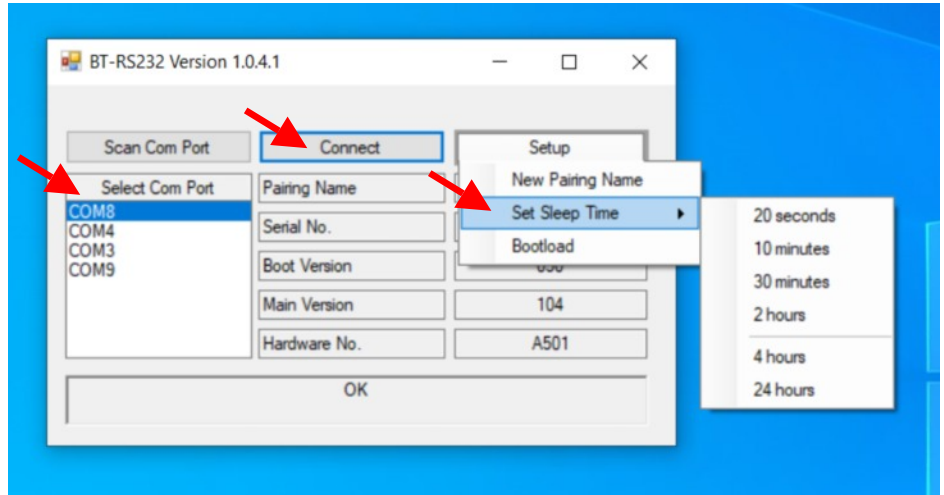 BT-RS232 Version 1.0.4.1
Scan Com Port
Connect
Setup
Select Com Port
COM8
COM4
COM3
COM9
Pairing Name
Serial No.
Boot Version
Main Version
104
Hardware No.
A501
OK
New Pairing Name
Set Sleep Time
Bootload
20 seconds
10 minutes
30 minutes
2 hours
4 hours
24 hours